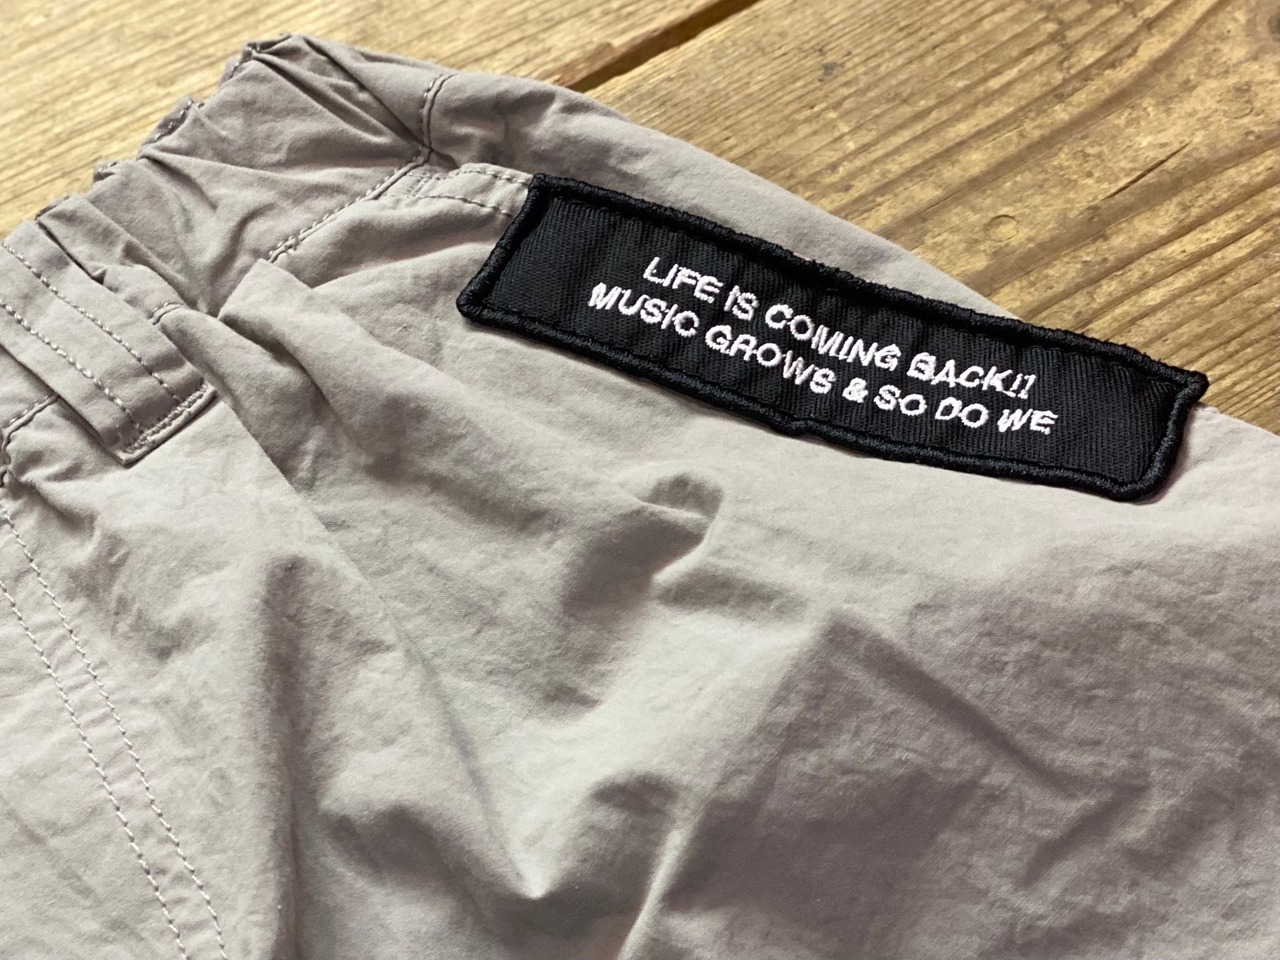 LIFE IS COMING BACK!!
MUSIC GROWS & SO DO WE